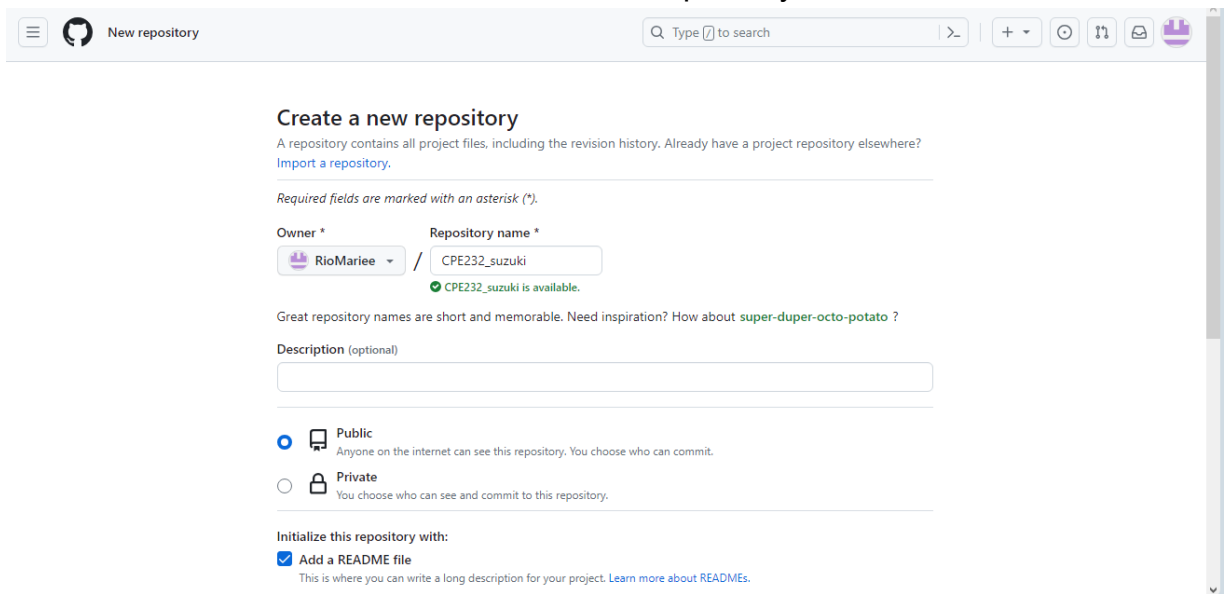 New repository
Type / to search
Create a new repository
A repository contains all project files, including the revision history. Already have a project repository elsewhere?
Import a repository.
Required fields are marked with an asterisk (*).
Owner * Repository name *
RioMariee / CPE232_suzuki
CPE232_suzuki is available.
Great repository names are short and memorable. Need inspiration? How about super-duper-octo-potato ?
Description (optional)
Public
Anyone on the internet can see this repository. You choose who can commit.
Private
You choose who can see and commit to this repository.
Initialize this repository with:
Add a README file
This is where you can write a long description for your project. Learn more about READMEs.